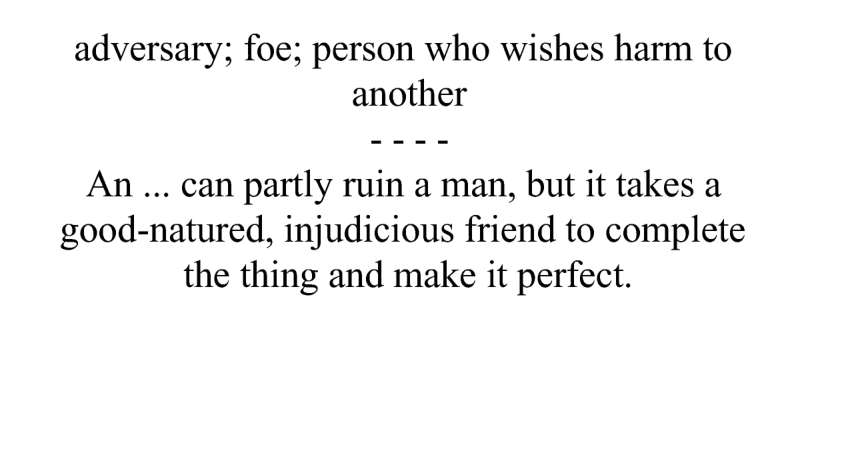 adversary; foe; person who wishes harm to
another
- - - -
An ... can partly ruin a man, but it takes a
good-natured, injudicious friend to complete
the thing and make it perfect.